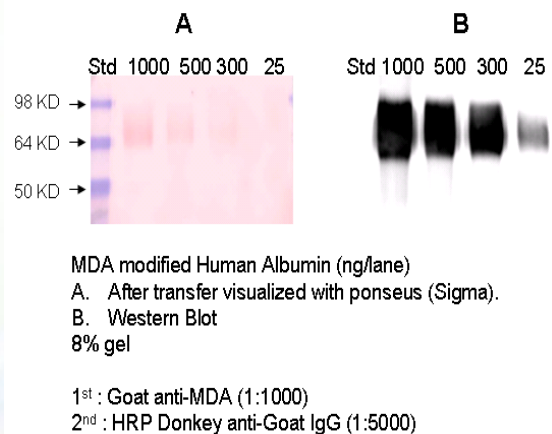 A B
Std 1000 500 300 25 Std 1000 500 300 25
98 KD
64 KD
50 KD
MDA modified Human Albumin (ng/lane)
A. After transfer visualized with ponseus (Sigma).
B. Western Blot
8% gel
1st : Goat anti-MDA (1:1000)
2nd : HRP Donkey anti-Goat IgG (1:5000)